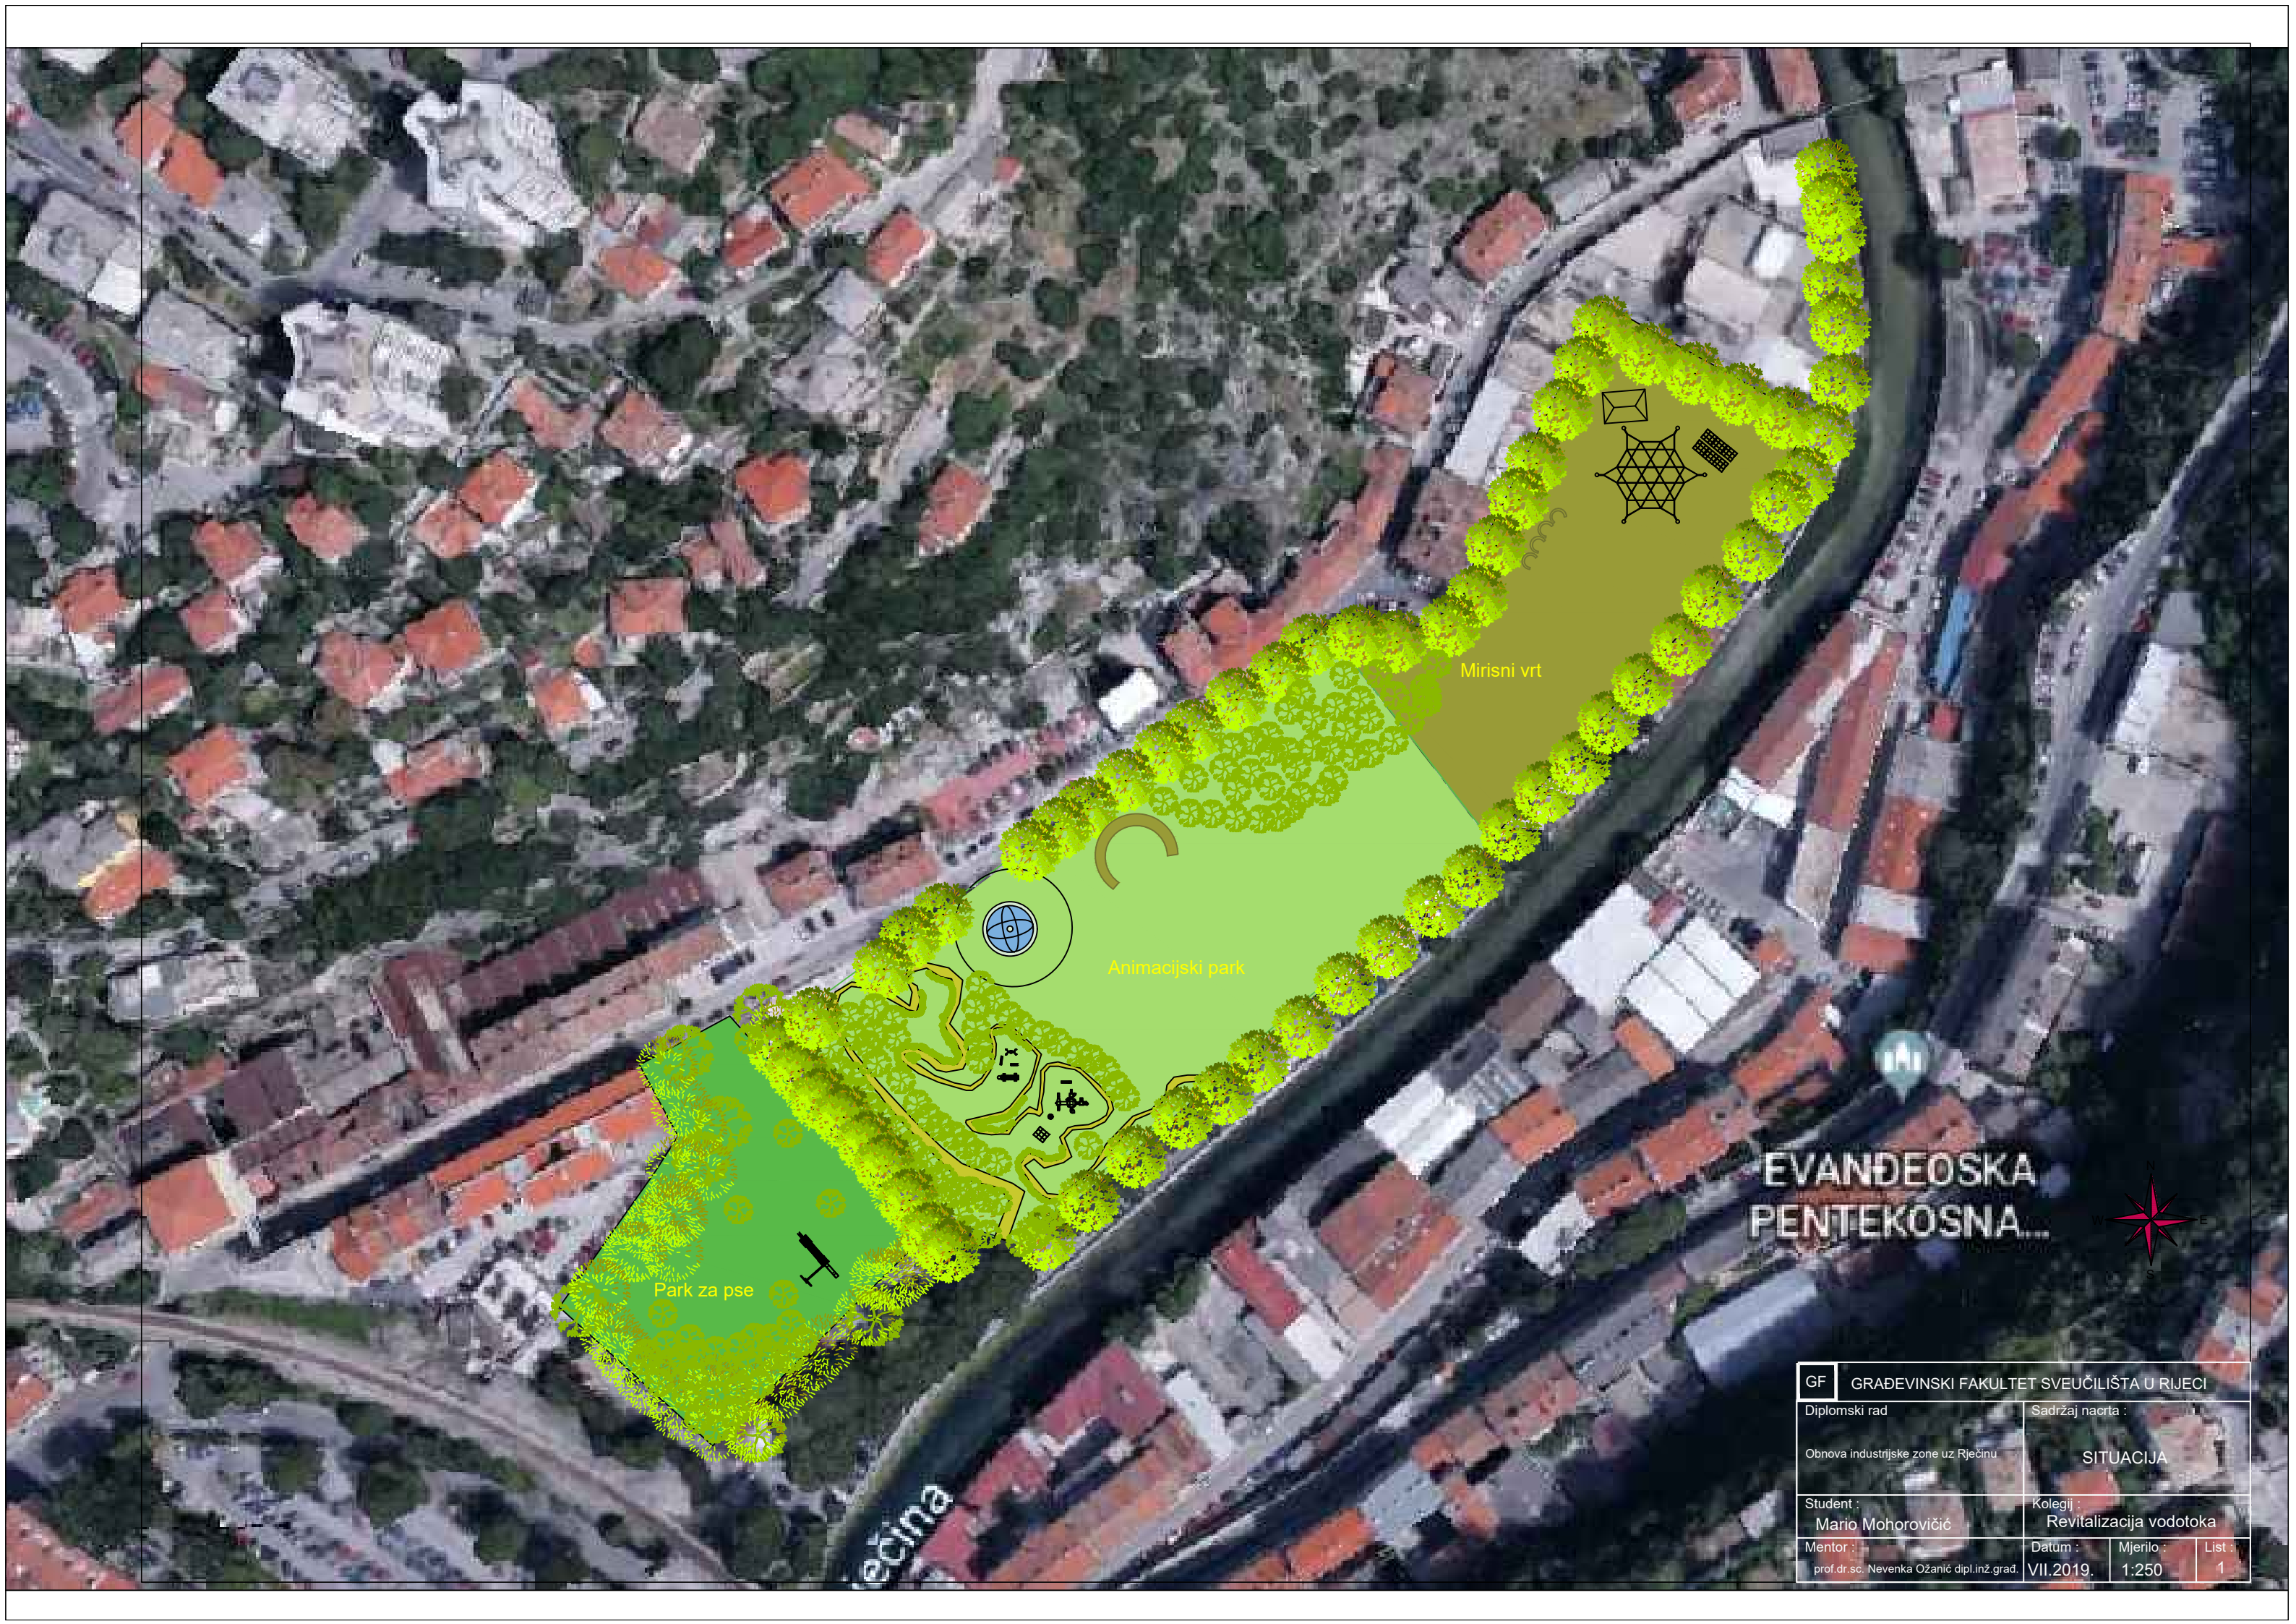 Mirisni vrt
Animacijski park
Park za pse
EVANĐEOSKA
PENTEKOSNA...
N
W
E
S
ečina
GF
GRAĐEVINSKI FAKULTET SVEUČILIŠTA U RIJECI
Diplomski rad
Sadržaj nacrta :
Obnova industrijske zone uz Rječinu
SITUACIJA
Student :
Mario Mohorovičić
Kolegij :
Revitalizacija vodotoka
Mentor :
prof.dr.sc. Nevenka Ožanić dipl.inž.građ.
Datum :
VII.2019.
Mjerilo :
1:250
List :
1